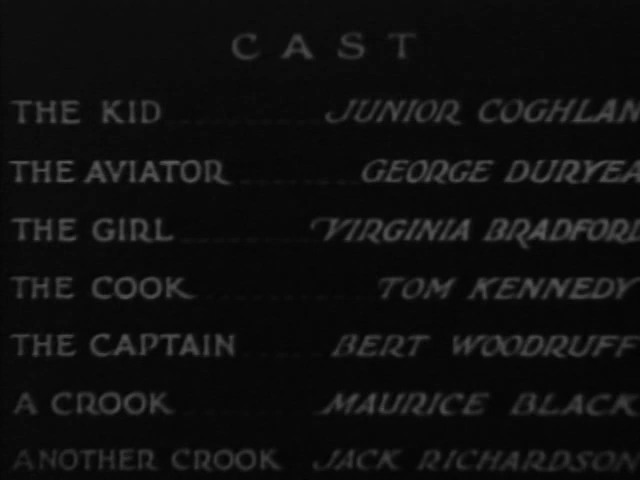 CAST
THE KID JUNIOR COGHLAN
THE AVIATOR GEORGE DURYEA
THE GIRL VIRGINIA BRADFORD
THE COOK TOM KENNEDY
THE CAPTAIN BERT WOODRUFF
A CROOK MAURICE BLACK
ANOTHER CROOK JACK RICHARDSON